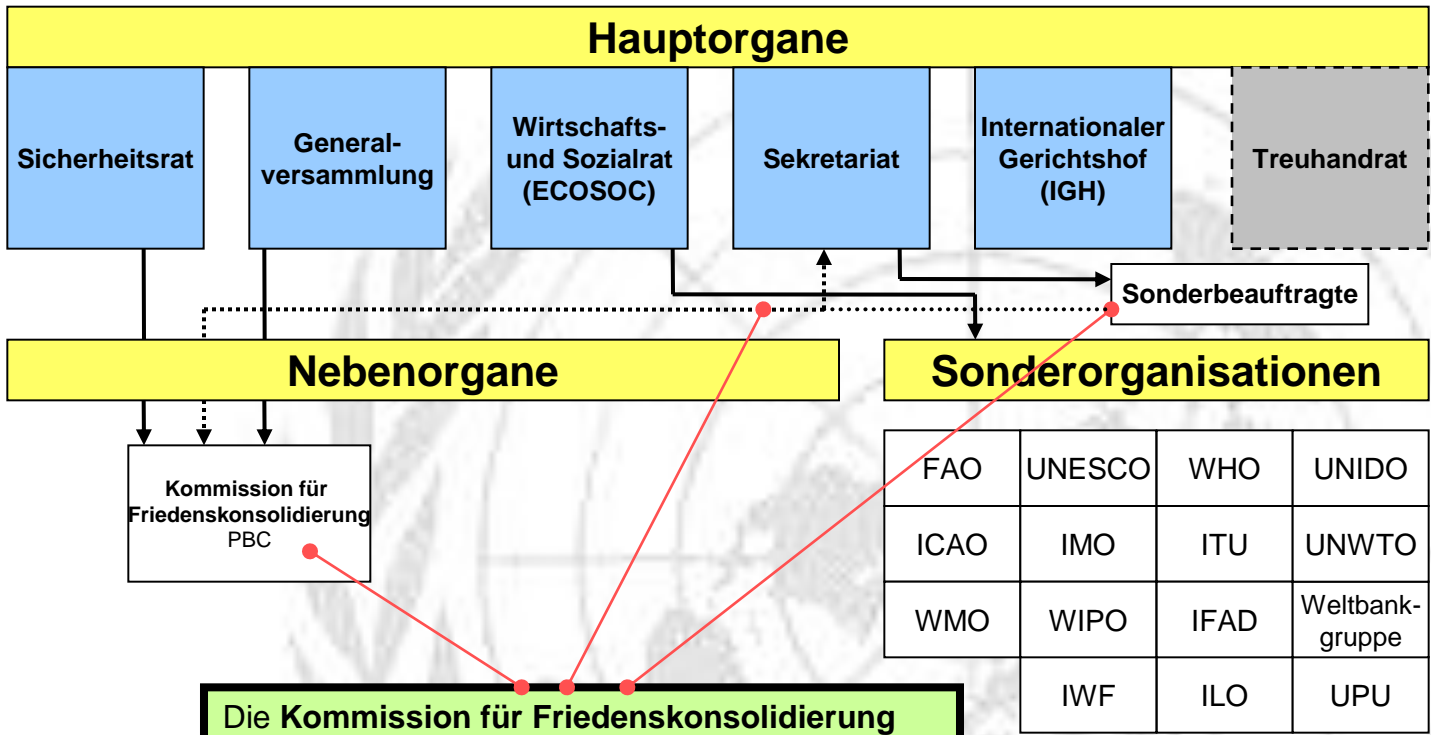 Hauptorgane
Sicherheitsrat
General-
versammlung
Wirtschafts-
und Sozialrat
(ECOSOC)
Sekretariat
Internationaler
Gerichtshof
(IGH)
Treuhandrat
Sonderbeauftragte
Nebenorgane
Sonderorganisationen
Kommission für
Friedenskonsolidierung
PBC
FAO UNESCO WHO UNIDO
ICAO IMO ITU UNWTO
WMO WIPO IFAD Weltbank-
gruppe
IWF ILO UPU
Die Kommission für Friedenskonsolidierung